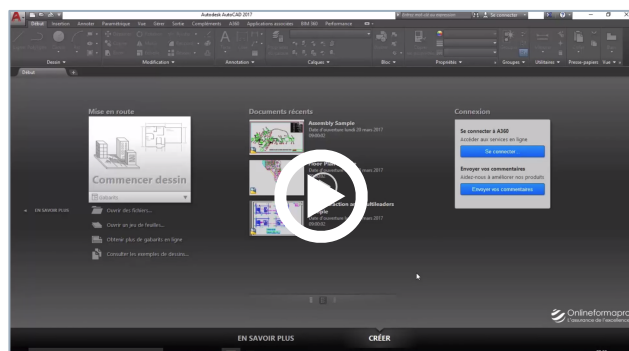 Autodesk AutoCAD 2017
Se connecter
Début Insertion Annoter Paramétrique Vue Gérer Sortie Compléments A360 Applications associées BIM 360 Performance
Dessin Modification Annotation Calques Bloc Propriétés Groupes Utilitaires Presse-papiers Vue
Début
Mise en route
Commencer dessin
Gabarits
Ouvrir des fichiers...
Ouvrir un jeu de feuilles...
Obtenir plus de gabarits en ligne
Consulter les exemples de dessins...
EN SAVOIR PLUS
Documents récents
Assembly Sample
Date d'ouverture lundi 20 mars 2017
Connexion
Se connecter à A360
Accéder aux services en ligne
Se connecter
Envoyer vos commentaires
Aidez-nous à améliorer nos produits
Envoyer vos commentaires
Onlineformapro
L'assurance de l'excellence
EN SAVOIR PLUS CRÉER